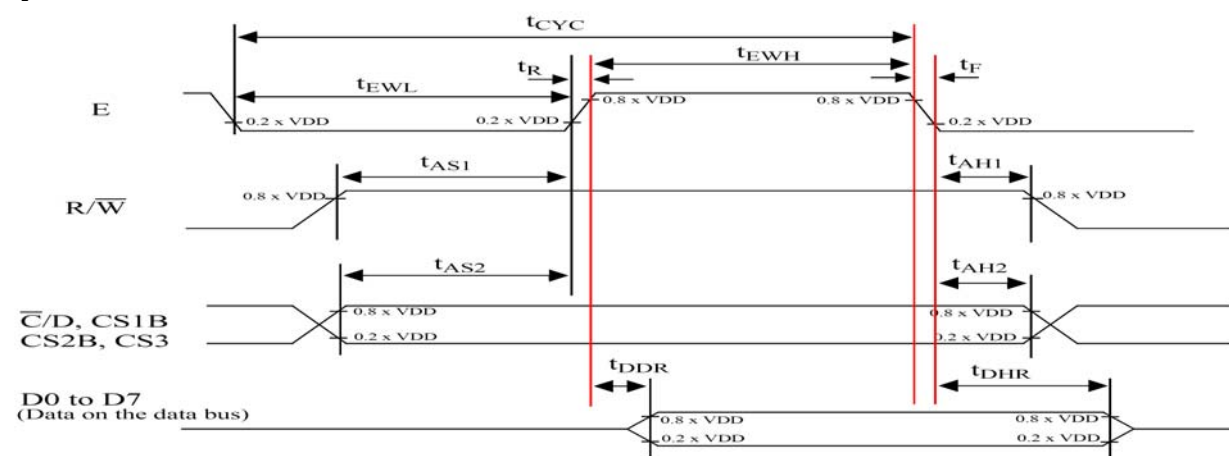 tCYC
tR
tEWH
tF
tEWL
E
0.8 x VDD
0.8 x VDD
0.2 x VDD
0.2 x VDD
0.2 x VDD
tAS1
tAH1
0.8 x VDD
0.8 x VDD
R/W̅
tAS2
tAH2
C̅/D, CS1B
CS2B, CS3
0.8 x VDD
0.8 x VDD
0.2 x VDD
0.2 x VDD
tDDR
tDHR
D0 to D7
(Data on the data bus)
0.8 x VDD
0.8 x VDD
0.2 x VDD
0.2 x VDD